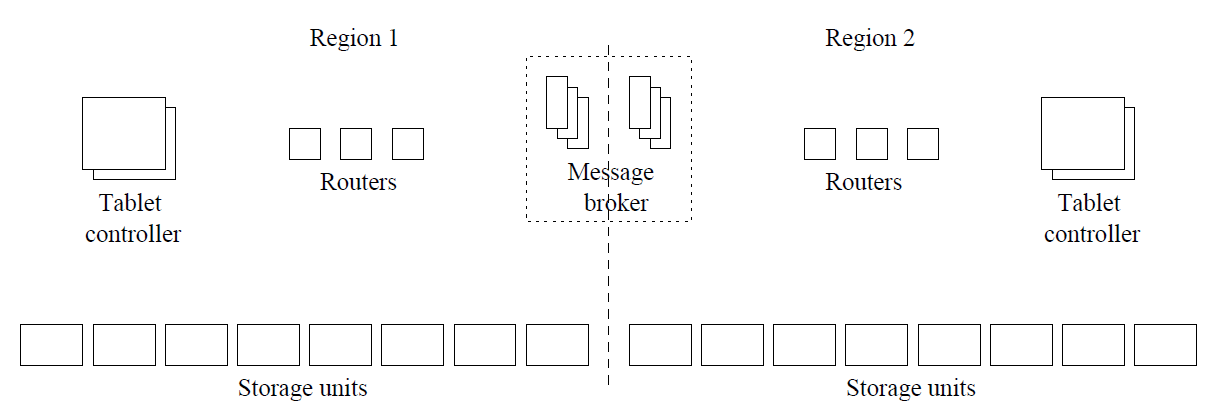 Region 1
Region 2
Message
broker
Routers
Routers
Tablet
controller
Tablet
controller
Storage units
Storage units